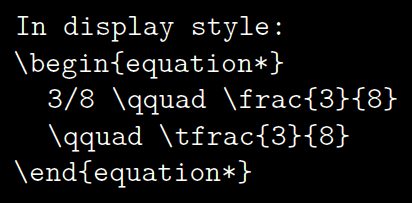 In display style:
\begin{equation*}
  3/8 \qquad \frac{3}{8}
  \qquad \tfrac{3}{8}
\end{equation*}